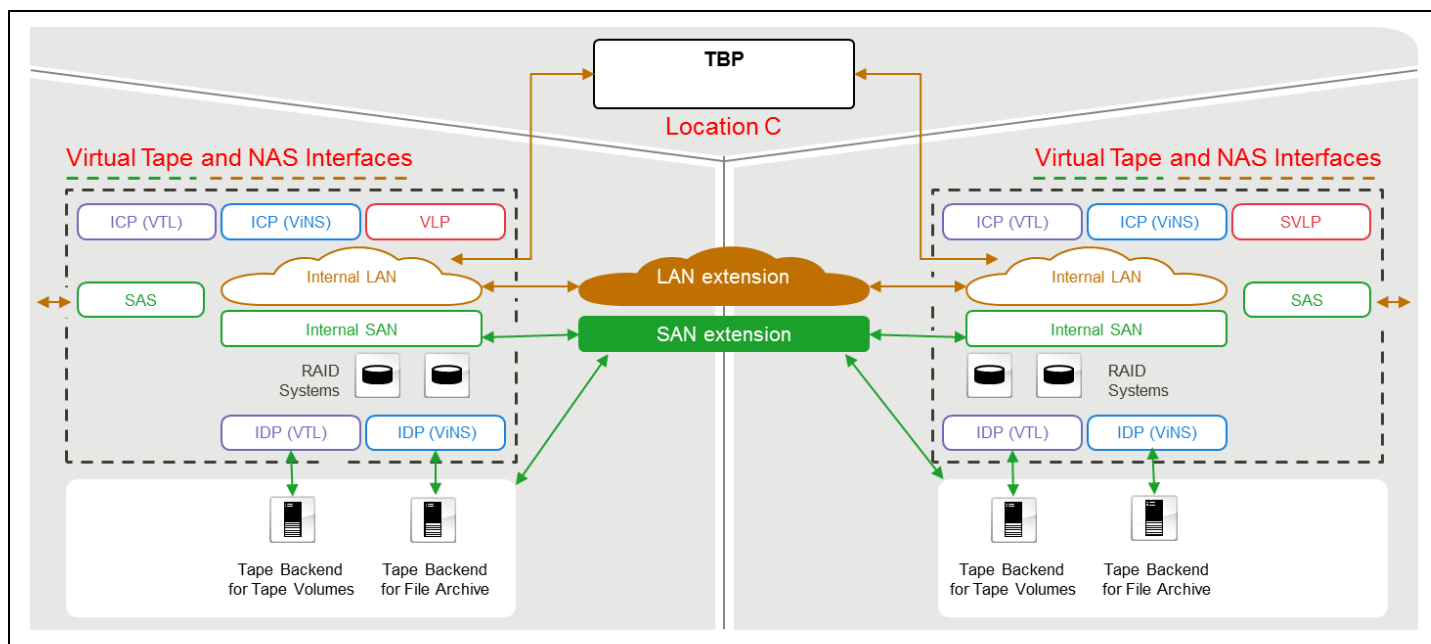 TBP
Location C
Virtual Tape and NAS Interfaces
Virtual Tape and NAS Interfaces
ICP (VTL)
ICP (ViNS)
VLP
ICP (VTL)
ICP (ViNS)
SVLP
Internal LAN
LAN extension
Internal LAN
SAS
SAS
Internal SAN
SAN extension
Internal SAN
RAID
Systems
RAID
Systems
IDP (VTL)
IDP (ViNS)
IDP (VTL)
IDP (ViNS)
Tape Backend
for Tape Volumes
Tape Backend
for File Archive
Tape Backend
for Tape Volumes
Tape Backend
for File Archive